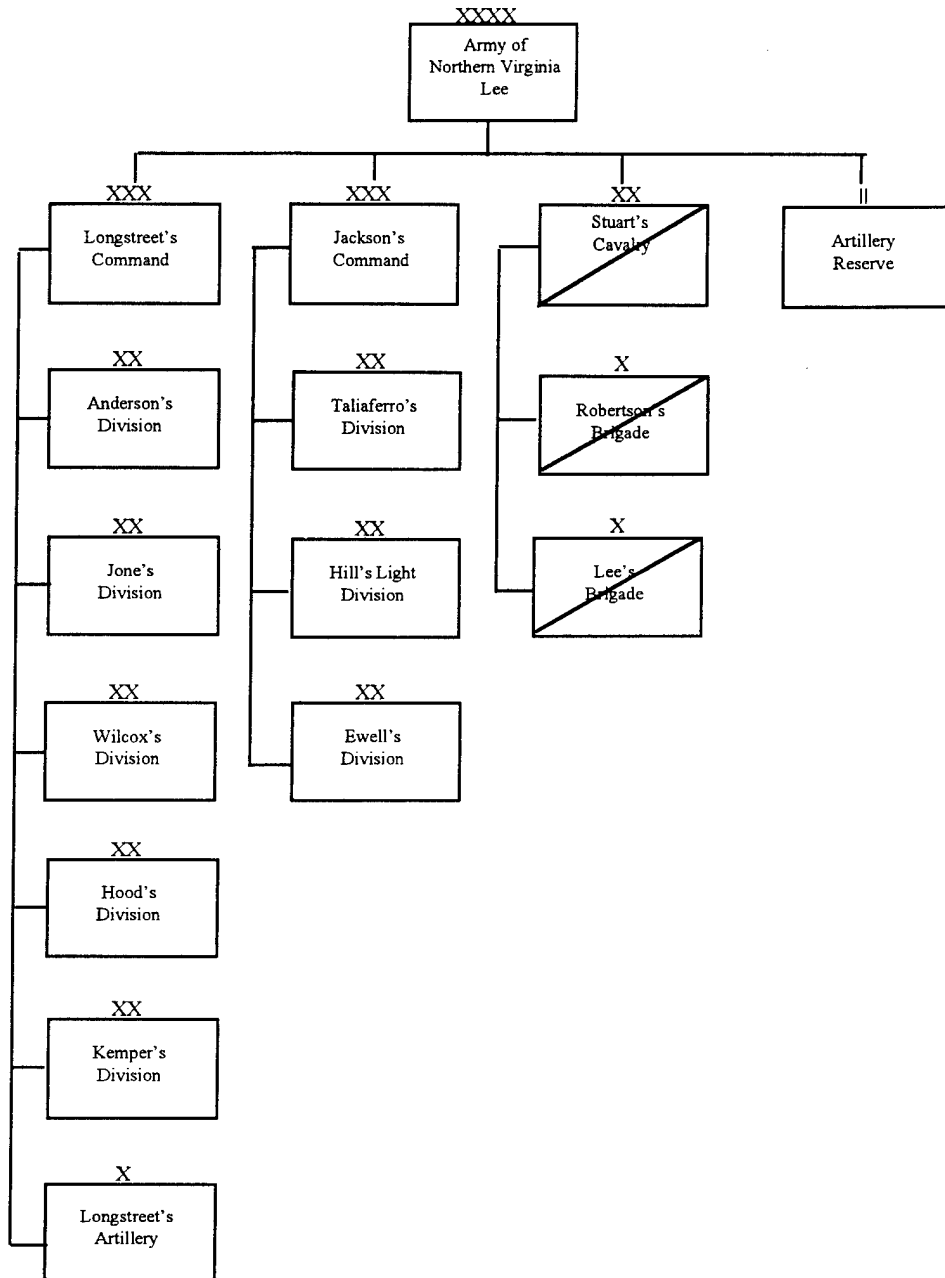 XXXX
Army of
Northern Virginia
Lee
XXX
Longstreet's
Command
XX
Anderson's
Division
XX
Jone's
Division
XX
Wilcox's
Division
XX
Hood's
Division
XX
Kemper's
Division
X
Longstreet's
Artillery
XXX
Jackson's
Command
XX
Taliaferro's
Division
XX
Hill's Light
Division
XX
Ewell's
Division
XX
Stuart's
Cavalry
X
Robertson's
Brigade
X
Lee's
Brigade
II
Artillery
Reserve